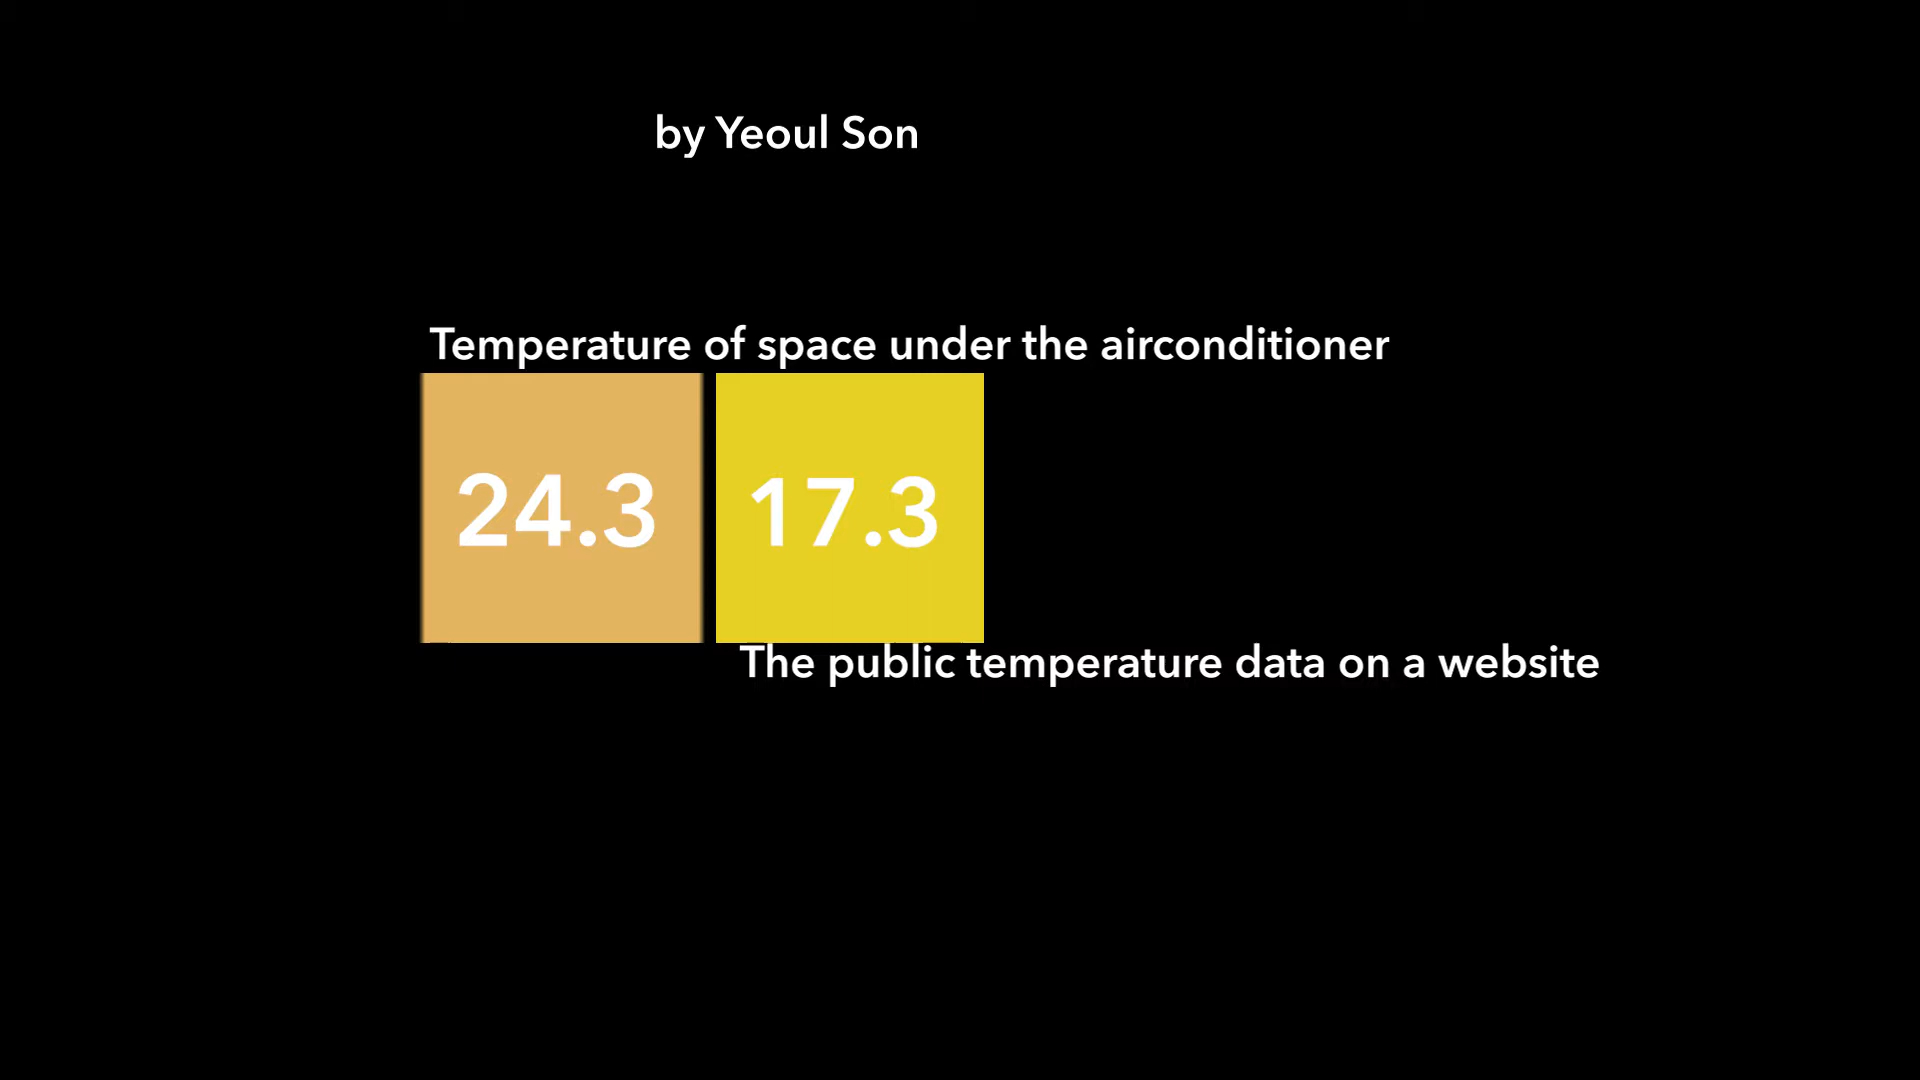 by Yeoul Son
Temperature of space under the airconditioner
24.3 17.3
The public temperature data on a website